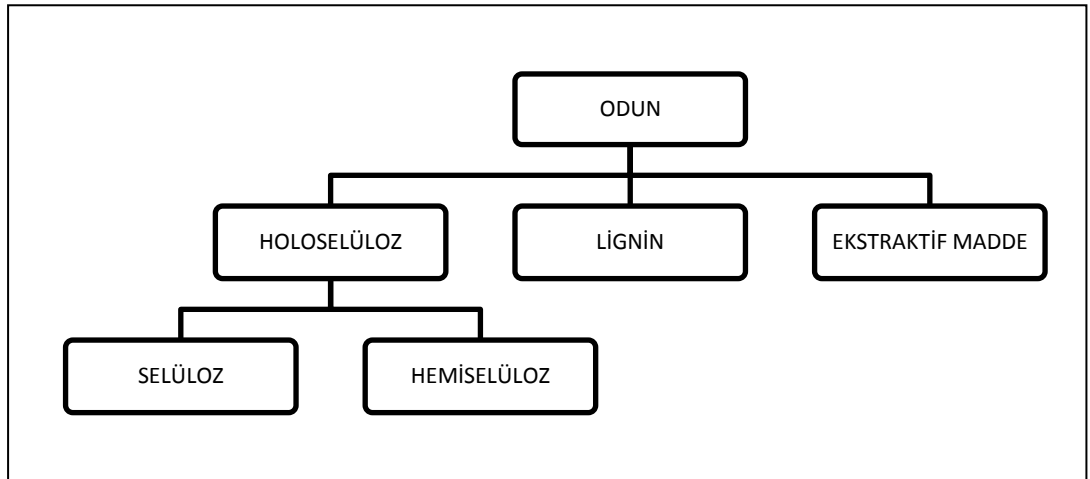 ODUN
HOLOSELÜLOZ
LİGNİN
EKSTRAKTİF MADDE
SELÜLOZ
HEMİSELÜLOZ